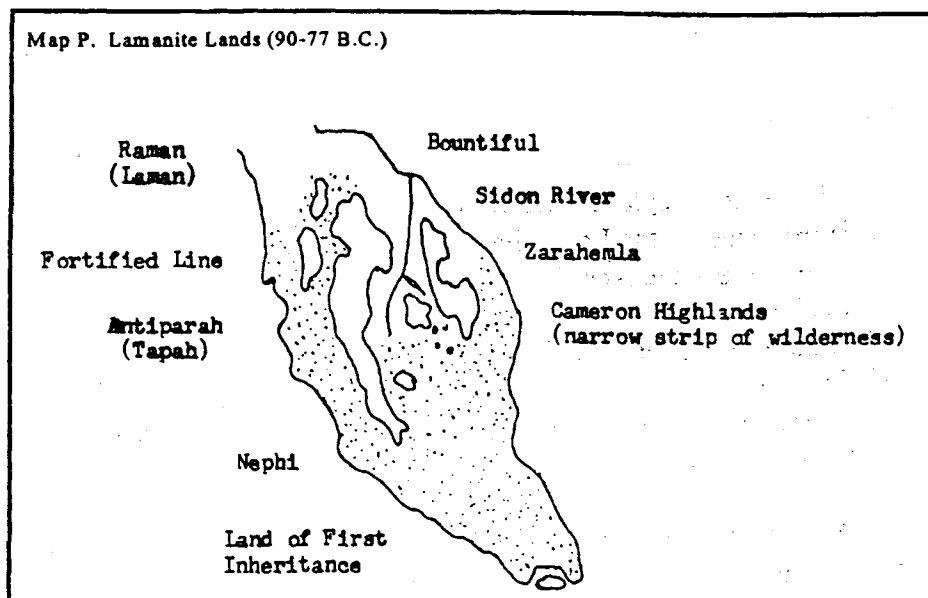 Map P. Lamanite Lands (90-77 B.C.)
Raman
(Laman)
Bountiful
Sidon River
Fortified Line
Zarahemla
Antiparah
(Tapah)
Cameron Highlands
(narrow strip of wilderness)
Nephi
Land of First
Inheritance